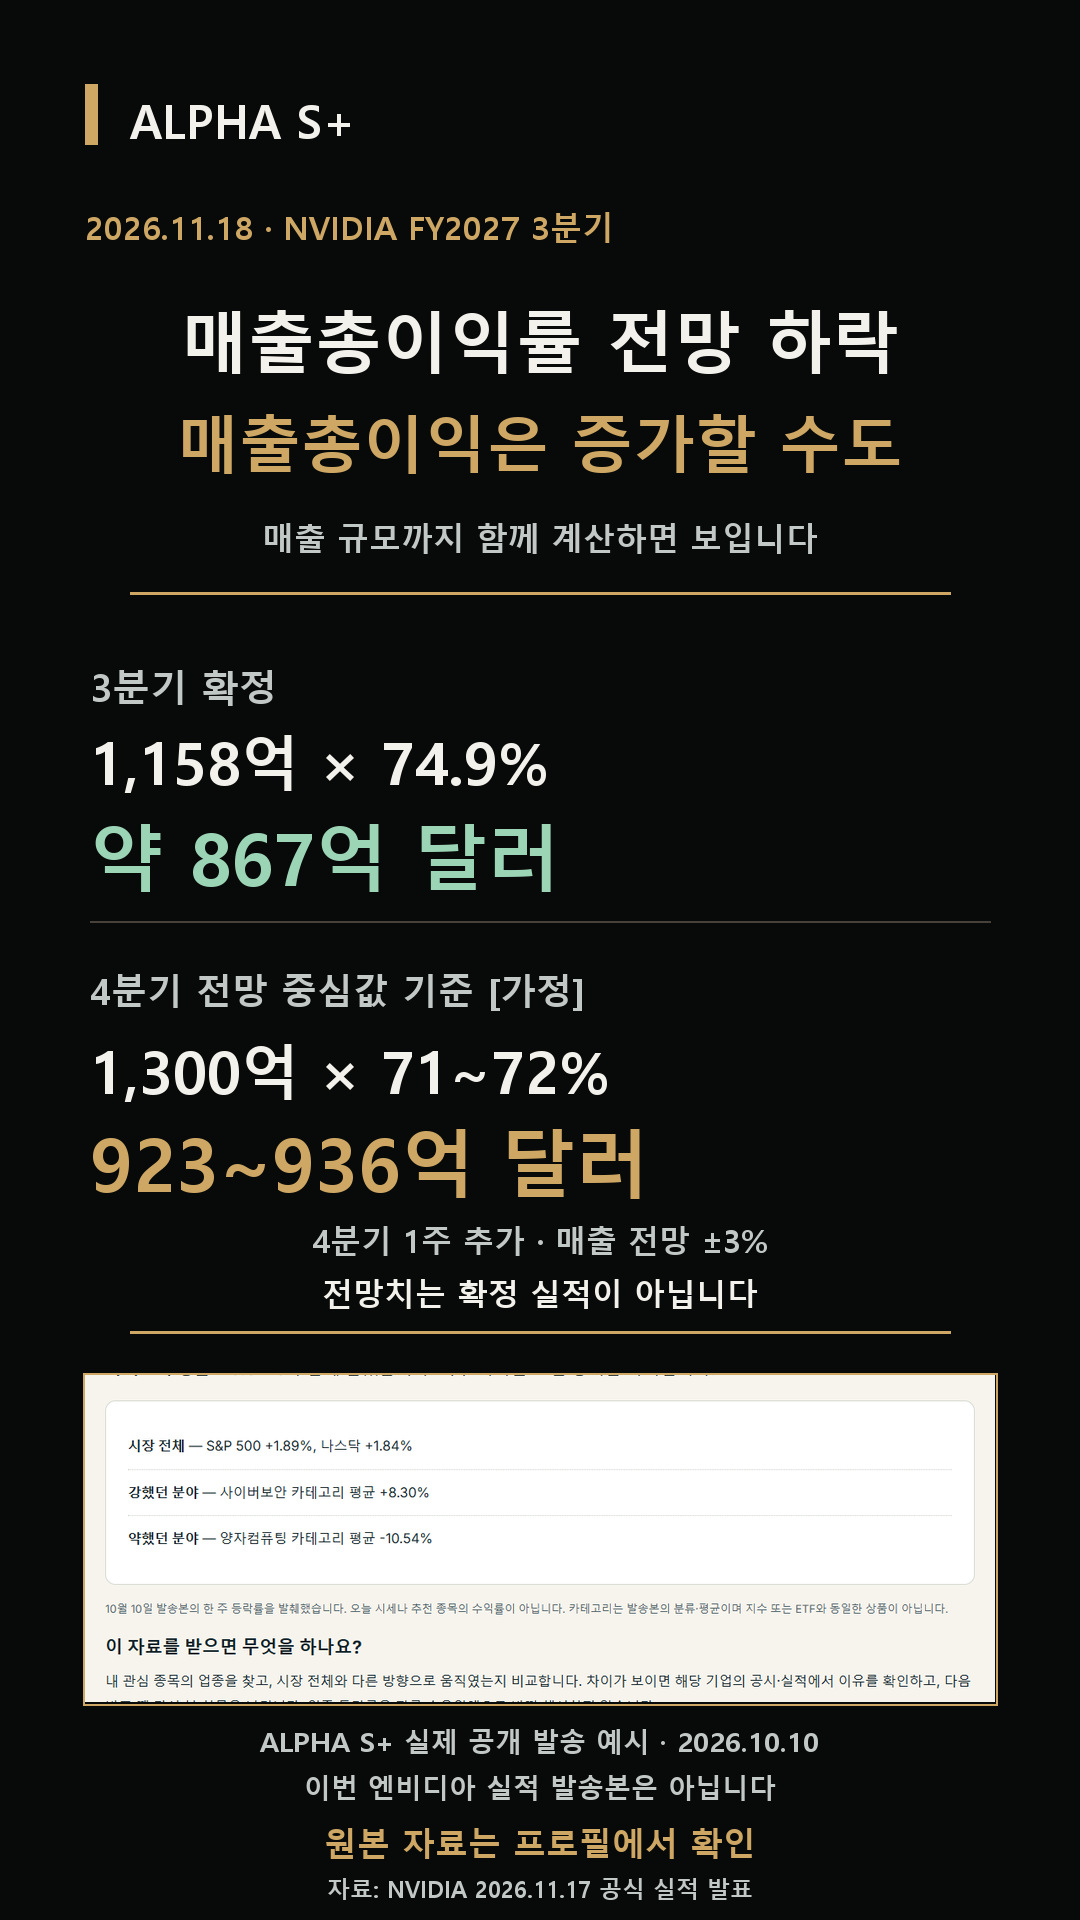 ALPHA S+
2026.11.18 · NVIDIA FY2027 3분기
매출총이익률 전망 하락
매출총이익은 증가할 수도
매출 규모까지 함께 계산하면 보입니다
3분기 확정
1,158억 × 74.9%
약 867억 달러
4분기 전망 중심값 기준 [가정]
1,300억 × 71~72%
923~936억 달러
4분기 1주 추가 · 매출 전망 ±3%
전망치는 확정 실적이 아닙니다
시장 전체 — S&P 500 +1.89%, 나스닥 +1.84%
강했던 분야 — 사이버보안 카테고리 평균 +8.30%
약했던 분야 — 양자컴퓨팅 카테고리 평균 -10.54%
10월 10일 발송본의 한 주 등락률을 발췌했습니다. 오늘 시세나 추천 종목의 수익률이 아닙니다. 카테고리는 발송본의 분류·평균이며 지수 또는 ETF와 동일한 상품이 아닙니다.
이 자료를 받으면 무엇을 하나요?
내 관심 종목의 업종을 찾고, 시장 전체와 다른 방향으로 움직였는지 비교합니다. 차이가 보이면 해당 기업의 공시·실적에서 이유를 확인하고, 다음
ALPHA S+ 실제 공개 발송 예시 · 2026.10.10
이번 엔비디아 실적 발송본은 아닙니다
원본 자료는 프로필에서 확인
자료: NVIDIA 2026.11.17 공식 실적 발표